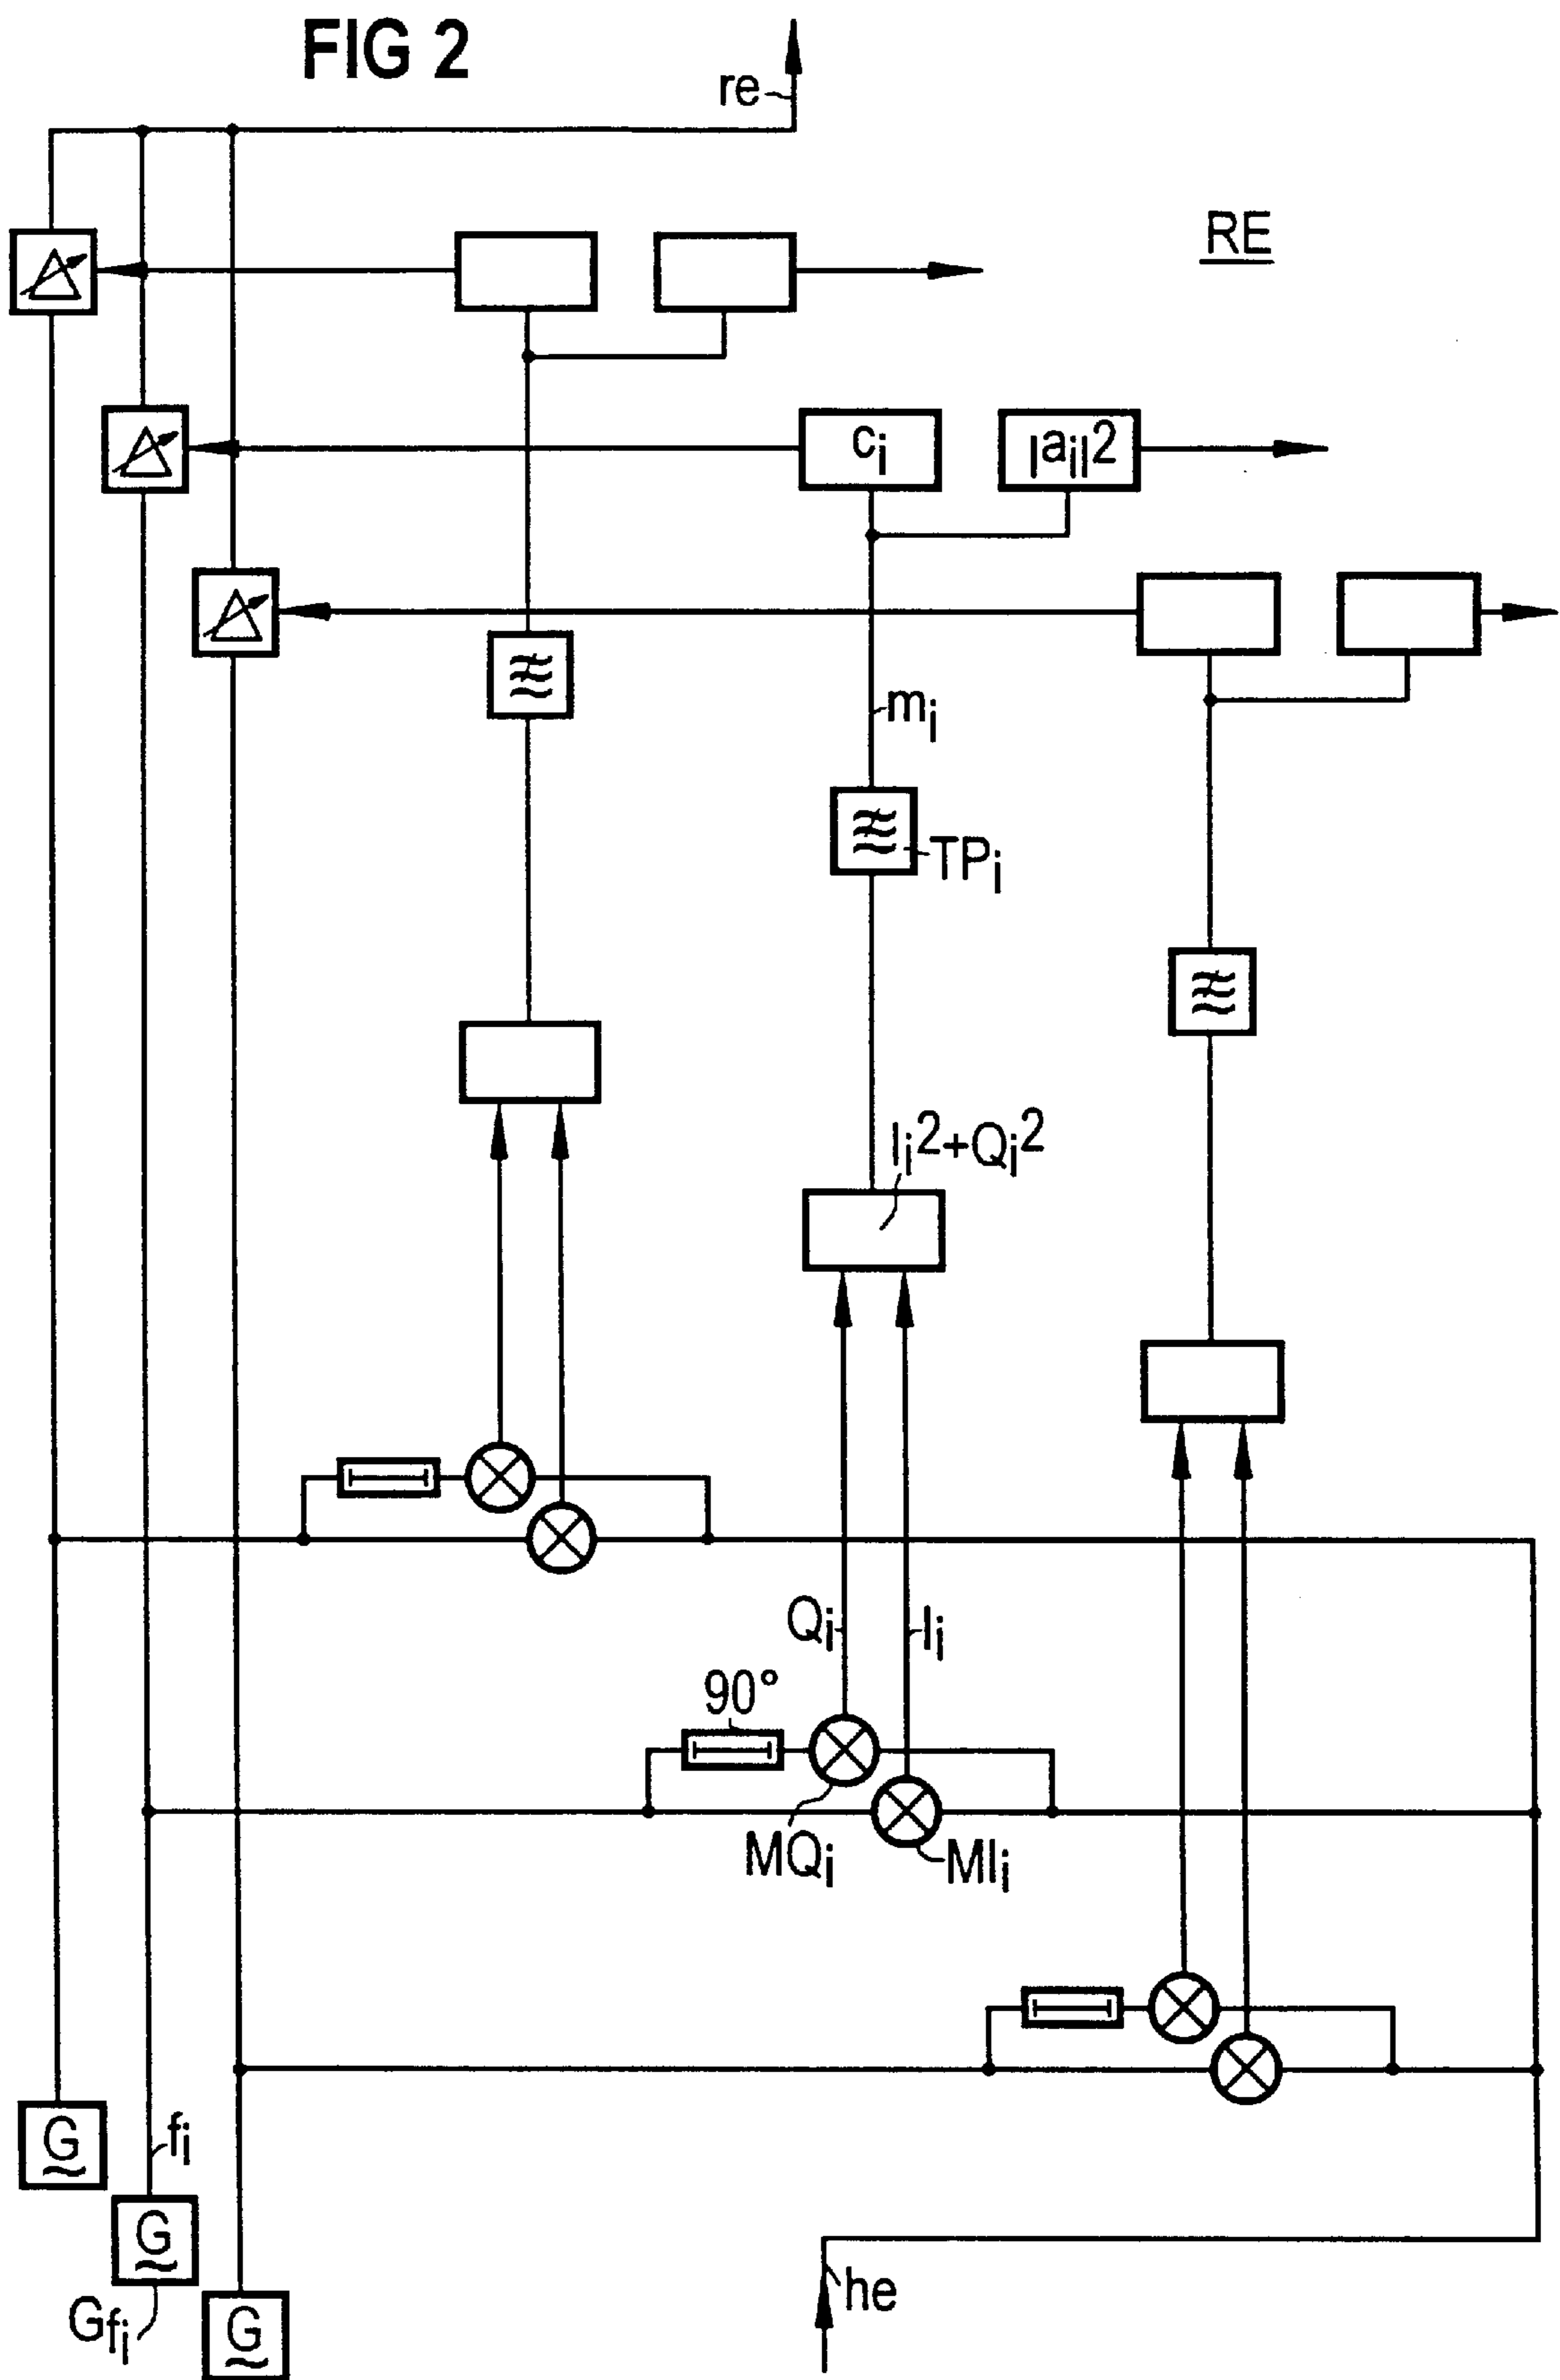 FIG 2
re
RE
ci
|ai|2
mi
TPi
Ii2+Qi2
Qi
Ii
90°
MQi
MIi
G
fi
G
Gfi
G
he